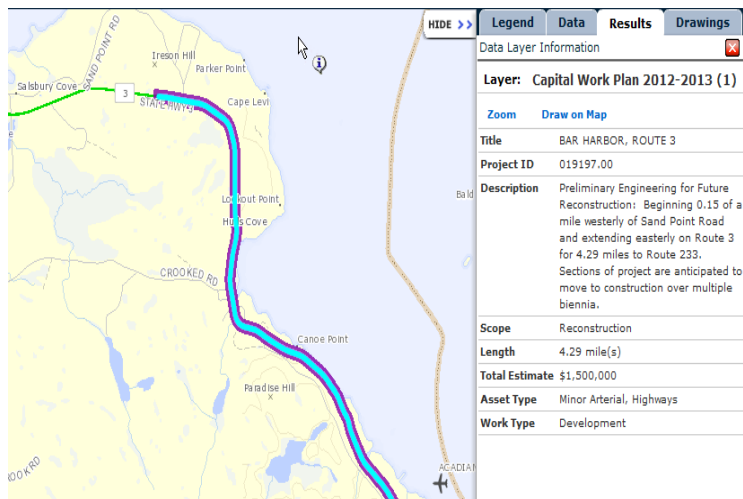 SAND POINT RD
Ireson Hill
Parker Point
Salsbury Cove
3
STATE HWY 3
Cape Levi
Lookout Point
Hulls Cove
Bald
CROOKED RD
Canoe Point
Paradise Hill
ACADIA
HIDE >>
Legend Data Results Drawings
Data Layer Information
Layer: Capital Work Plan 2012-2013 (1)
Zoom Draw on Map
Title BAR HARBOR, ROUTE 3
Project ID 019197.00
Description Preliminary Engineering for Future
Reconstruction: Beginning 0.15 of a
mile westerly of Sand Point Road
and extending easterly on Route 3
for 4.29 miles to Route 233.
Sections of project are anticipated to
move to construction over multiple
biennia.
Scope Reconstruction
Length 4.29 mile(s)
Total Estimate $1,500,000
Asset Type Minor Arterial, Highways
Work Type Development